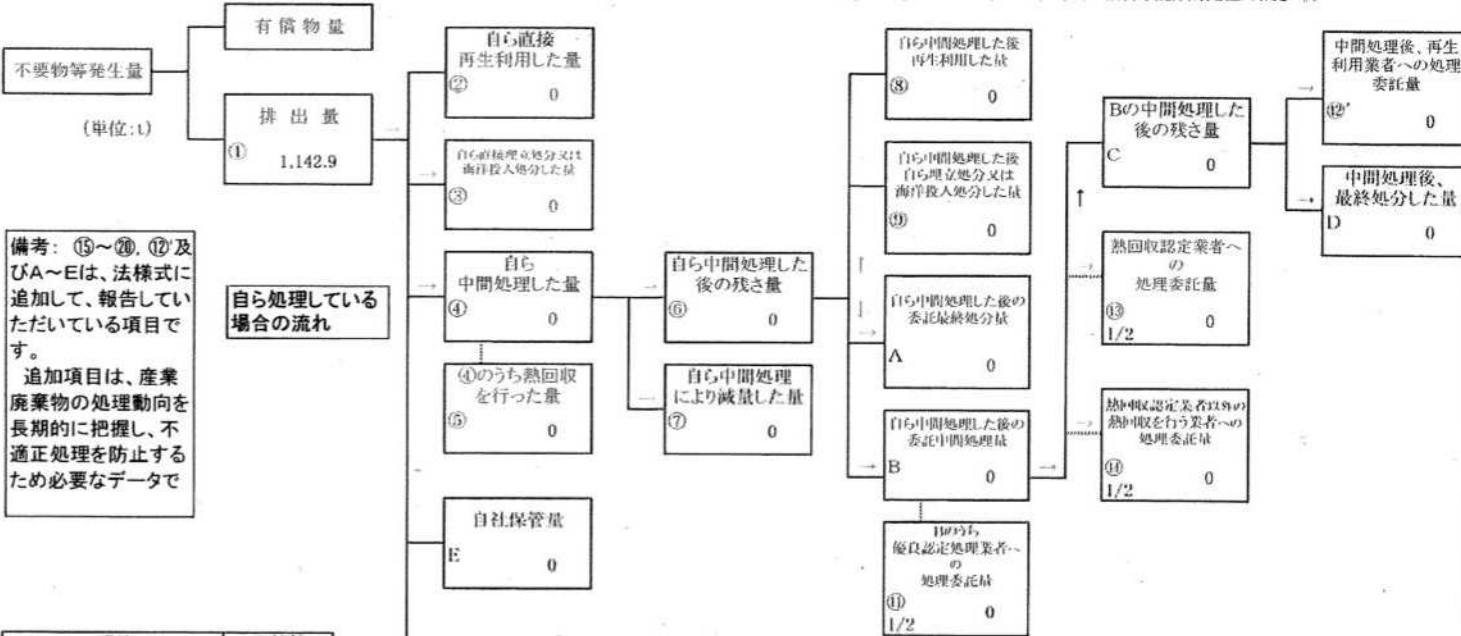 不要物等発生量
(単位:t)
有償物量
排出量
①
1,142.9
備考: ⑮~⑳, ⑫'及
びA~Eは、法様式に
追加して、報告してい
ただいている項目で
す。
追加項目は、産業
廃棄物の処理動向を
長期的に把握し、不
適正処理を防止する
ため必要なデータで
自ら処理している
場合の流れ
自ら直接
再生利用した量
②
0
自ら直接埋立処分又は
海洋投入処分した量
③
0
自ら
中間処理した量
④
0
④のうち熱回収
を行った量
⑤
0
自社保管量
E
0
自ら中間処理した
後の残さ量
⑥
0
自ら中間処理
により減量した量
⑦
0
自ら中間処理した後
再生利用した量
⑧
0
自ら中間処理した後
自ら埋立処分又は
海洋投入処分した量
⑨
0
自ら中間処理した後の
委託最終処分量
A
0
自ら中間処理した後の
委託中間処理量
B
0
Bのうち
優良認定処理業者へ
の
処理委託量
⑪
1/2
0
Bの中間処理した
後の残さ量
C
0
熱回収認定業者へ
の
処理委託量
⑬
1/2
0
熱回収認定業者以外の
熱回収を行う業者への
処理委託量
⑭
1/2
0
中間処理後、再生
利用業者への処理
委託量
⑫'
0
中間処理後、
最終処分した量
D
0